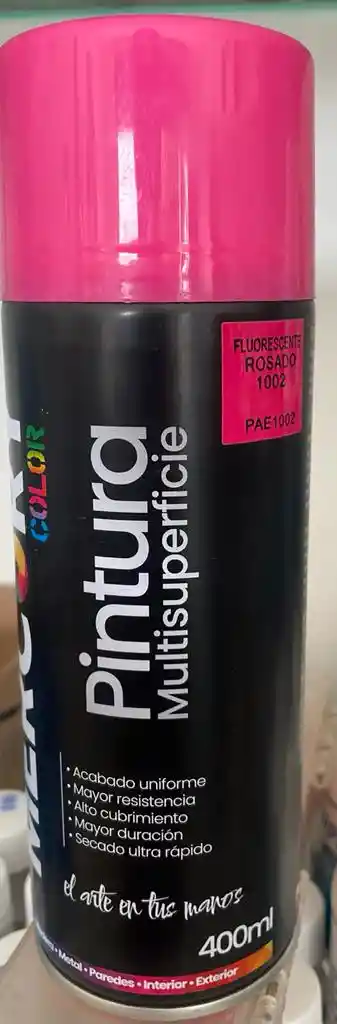 FLUORESCENTE
ROSADO
1002
PAE1002
COLOR
Pintura
Multisuperficie
• Acabado uniforme
• Mayor resistencia
• Alto cubrimiento
• Mayor duración
• Secado ultra rápido
el arte en tus manos
400ml
• Metal • Paredes • Interior • Exterior